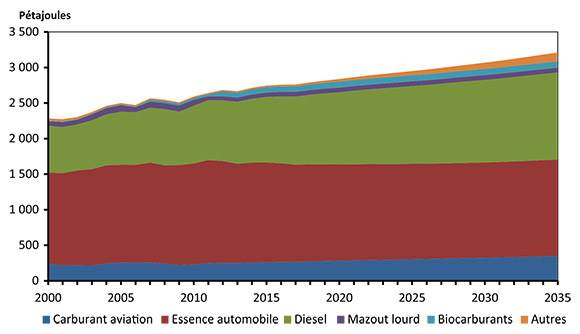 Pétajoules
3 500
3 000
2 500
2 000
1 500
1 000
500
0
2000 2005 2010 2015 2020 2025 2030 2035
Carburant aviation Essence automobile Diesel Mazout lourd Biocarburants Autres